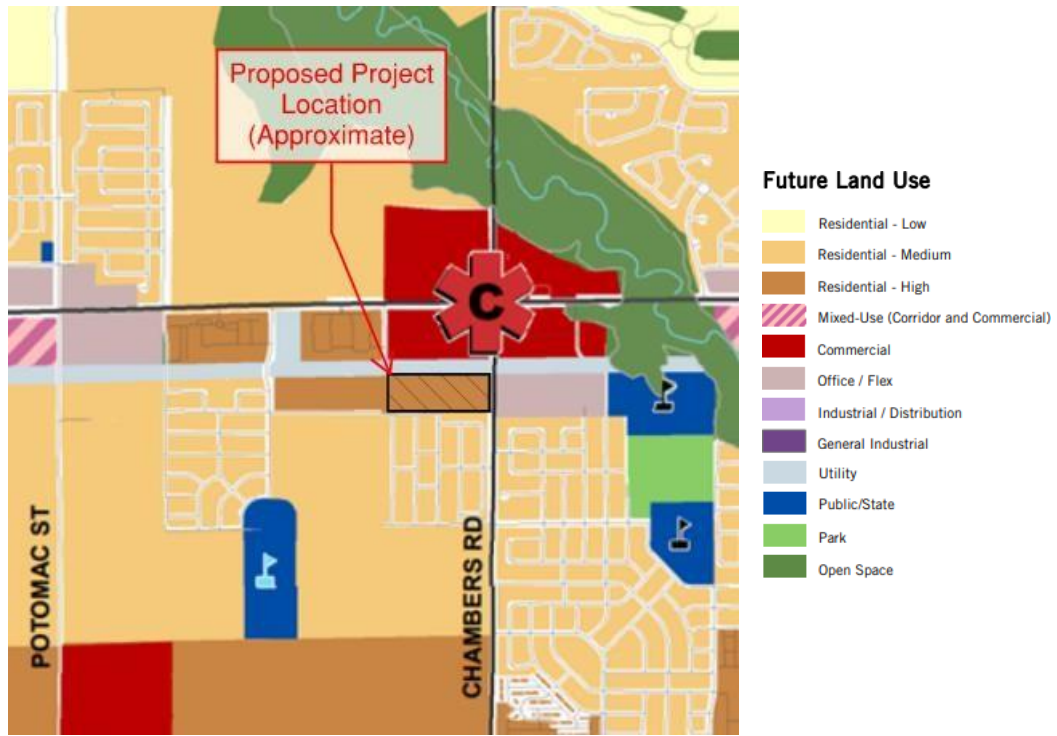 Proposed Project
Location
(Approximate)
C
POTOMAC ST
CHAMBERS RD
Future Land Use
Residential - Low
Residential - Medium
Residential - High
Mixed-Use (Corridor and Commercial)
Commercial
Office / Flex
Industrial / Distribution
General Industrial
Utility
Public/State
Park
Open Space